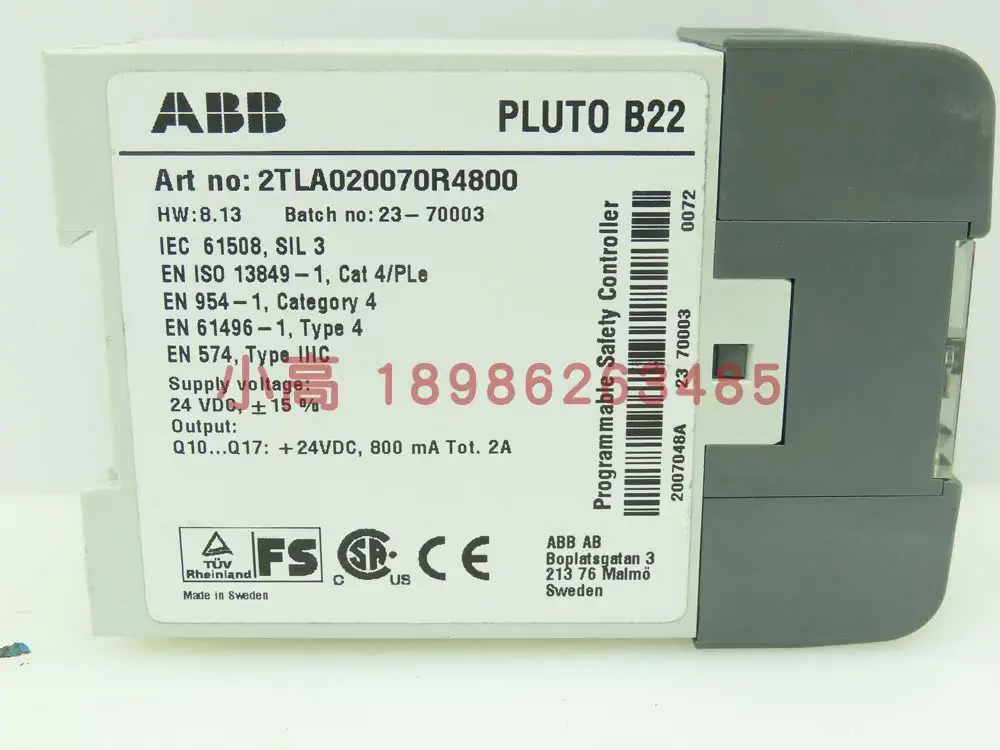 ABB
PLUTO B22
Art no: 2TLA020070R4800
HW:8.13 Batch no: 23-70003
IEC 61508, SIL 3
EN ISO 13849-1, Cat 4/PLe
EN 954-1, Category 4
EN 61496-1, Type 4
EN 574, Type IIIC
Supply voltage:
24 VDC, ±15 %
Output:
Q10...Q17: +24VDC, 800 mA Tot. 2A
小高 18986263485
Programmable Safety Controller
2007048A 23 70003 0072
TÜV
Rheinland
FS
C SA US
CE
Made in Sweden
ABB AB
Boplatsgatan 3
213 76 Malmö
Sweden